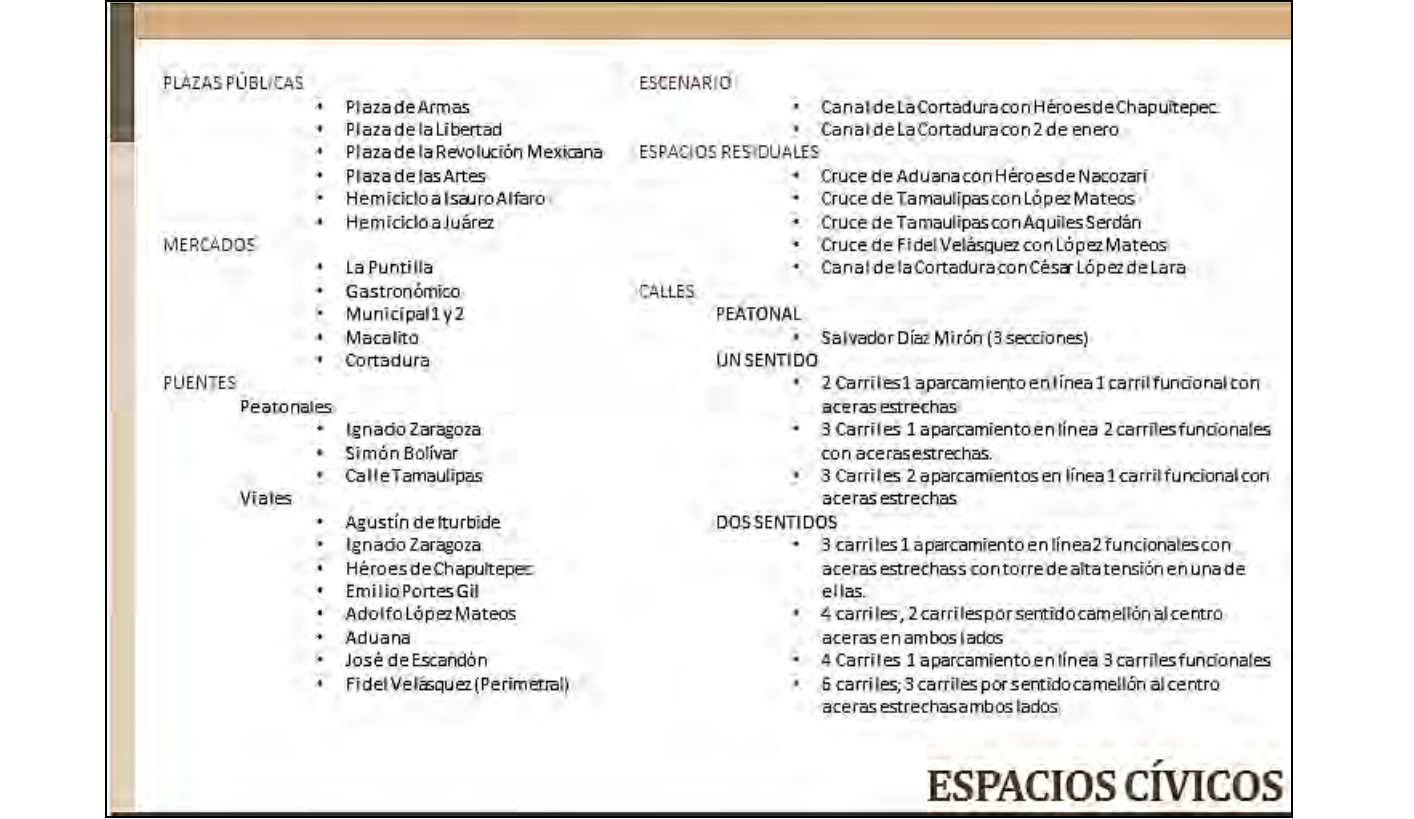 PLAZAS PÚBLICAS
• Plaza de Armas
• Plaza de la Libertad
• Plaza de la Revolución Mexicana
• Plaza de las Artes
• Hemiciclo a Isauro Alfaro
• Hemiciclo a Juárez
MERCADOS
• La Puntilla
• Gastronómico
• Municipal 1 y 2
• Macalito
• Cortadura
PUENTES
Peatonales
• Ignacio Zaragoza
• Simón Bolívar
• Calle Tamaulipas
Viales
• Agustín de Iturbide
• Ignacio Zaragoza
• Héroes de Chapultepec
• Emilio Portes Gil
• Adolfo López Mateos
• Aduana
• José de Escandón
• Fidel Velásquez (Perimetral)
ESCENARIO
• Canal de La Cortadura con Héroes de Chapultepec
• Canal de La Cortadura con 2 de enero
ESPACIOS RESIDUALES
• Cruce de Aduana con Héroes de Nacozari
• Cruce de Tamaulipas con López Mateos
• Cruce de Tamaulipas con Aquiles Serdán
• Cruce de Fidel Velásquez con López Mateos
• Canal de la Cortadura con César López de Lara
CALLES
PEATONAL
• Salvador Díaz Mirón (3 secciones)
UN SENTIDO
• 2 Carriles 1 aparcamiento en línea 1 carril funcional con
aceras estrechas
• 3 Carriles 1 aparcamiento en línea 2 carriles funcionales
con aceras estrechas.
• 3 Carriles 2 aparcamientos en línea 1 carril funcional con
aceras estrechas
DOS SENTIDOS
• 3 carriles 1 aparcamiento en línea 2 funcionales con
aceras estrechass con torre de alta tensión en una de
ellas.
• 4 carriles, 2 carriles por sentido camellón al centro
aceras en ambos lados
• 4 Carriles 1 aparcamiento en línea 3 carriles funcionales
• 6 carriles; 3 carriles por sentido camellón al centro
aceras estrechas ambos lados
ESPACIOS CÍVICOS